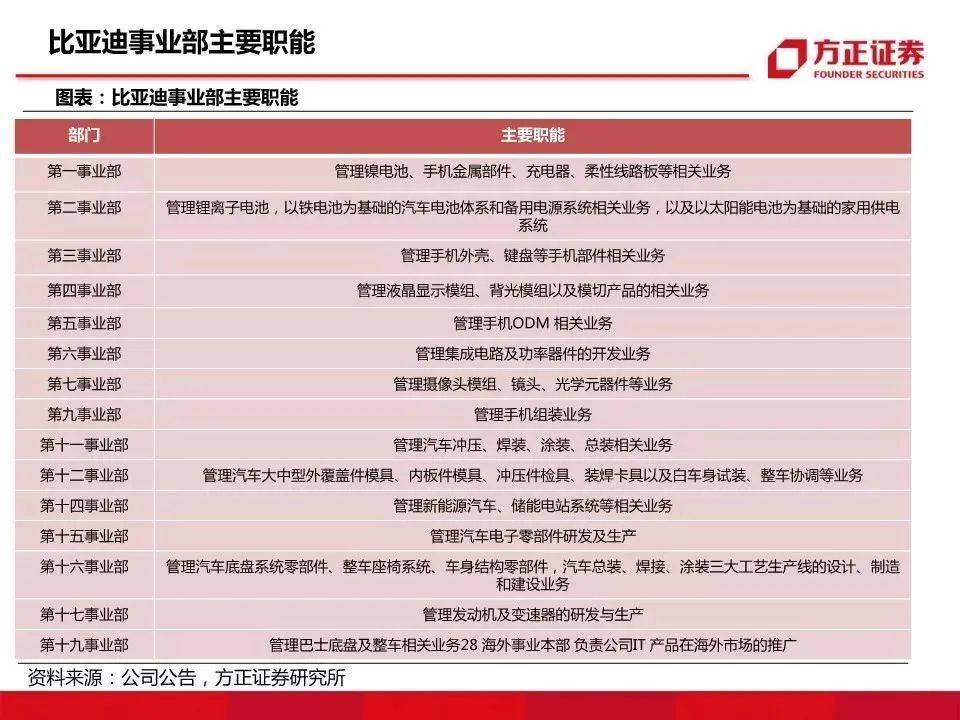 比亚迪事业部主要职能
方正证券
FOUNDER SECURITIES
图表：比亚迪事业部主要职能
部门 主要职能
第一事业部 管理镍电池、手机金属部件、充电器、柔性线路板等相关业务
第二事业部 管理锂离子电池，以铁电池为基础的汽车电池体系和备用电源系统相关业务，以及以太阳能电池为基础的家用供电
系统
第三事业部 管理手机外壳、键盘等手机部件相关业务
第四事业部 管理液晶显示模组、背光模组以及模切产品的相关业务
第五事业部 管理手机ODM 相关业务
第六事业部 管理集成电路及功率器件的开发业务
第七事业部 管理摄像头模组、镜头、光学元器件等业务
第九事业部 管理手机组装业务
第十一事业部 管理汽车冲压、焊装、涂装、总装相关业务
第十二事业部 管理汽车大中型外覆盖件模具、内板件模具、冲压件检具、装焊卡具以及白车身试装、整车协调等业务
第十四事业部 管理新能源汽车、储能电站系统等相关业务
第十五事业部 管理汽车电子零部件研发及生产
第十六事业部 管理汽车底盘系统零部件、整车座椅系统、车身结构零部件，汽车总装、焊接、涂装三大工艺生产线的设计、制造
和建设业务
第十七事业部 管理发动机及变速器的研发与生产
第十九事业部 管理巴士底盘及整车相关业务28 海外事业本部 负责公司IT 产品在海外市场的推广
资料来源：公司公告，方正证券研究所